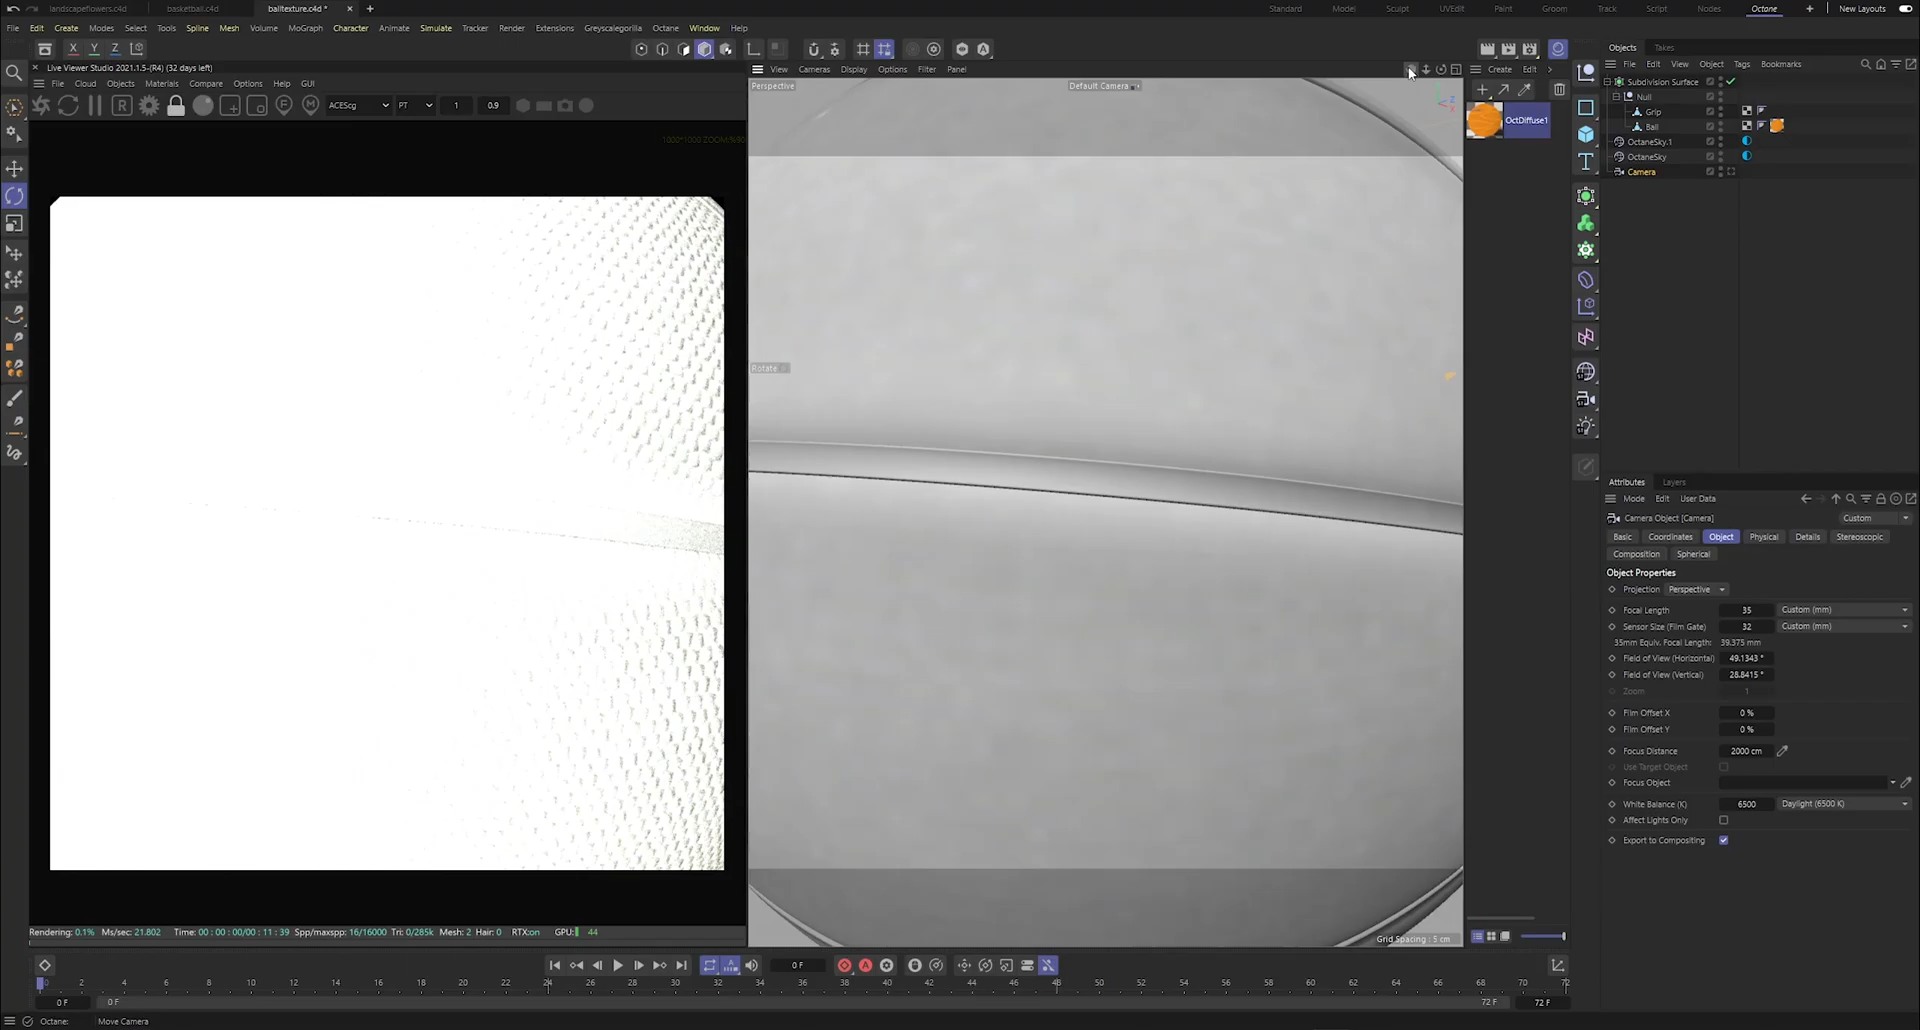 landscapeflowers.c4d basketball.c4d balltexture.c4d * Standard Model Sculpt UVEdit Paint Groom Track Script Nodes Octane New Layouts
File Edit Create Modes Select Tools Spline Mesh Volume MoGraph Character Animate Simulate Tracker Render Extensions Greyscalegorilla Octane Window Help
X Y Z
Objects Takes
Live Viewer Studio 2021.1.5-(R4) (32 days left)
File Edit View Object Tags Bookmarks
View Cameras Display Options Filter Panel
Create Edit
File Cloud Objects Materials Compare Options Help GUI
Subdivision Surface
Perspective
Default Camera
Null
ACEScg PT 1 0.9
Grip
OctDiffuse1
Ball
OctaneSky.1
OctaneSky
Camera
Rotate
Attributes Layers
Mode Edit User Data
Camera Object [Camera] Custom
Basic Coordinates Object Physical Details Stereoscopic
Composition Spherical
Object Properties
Projection Perspective
Focal Length 35 Custom (mm)
Sensor Size (Film Gate) 32 Custom (mm)
35mm Equiv. Focal Length: 39.375 mm
Field of View (Horizontal) 49.1343 °
Field of View (Vertical) 28.8415 °
Zoom 1
Film Offset X 0 %
Film Offset Y 0 %
Focus Distance 2000 cm
Use Target Object
Focus Object
White Balance (K) 6500 Daylight (6500 K)
Affect Lights Only
Export to Compositing
Rendering: 0.1% Ms/sec: 21.802 Time: 00 : 00 : 00/00 : 11 : 39 Spp/maxspp: 16/16000 Tri: 0/285k Mesh: 2 Hair: 0 RTX:on GPU: 44
Grid Spacing : 5 cm
0 F
0 2 4 6 8 10 12 14 16 18 20 22 24 26 28 30 32 34 36 38 40 42 44 46 48 50 52 54 56 58 60 62 64 66 68 70 72
0 F 0 F 72 F 72 F
Octane: Move Camera